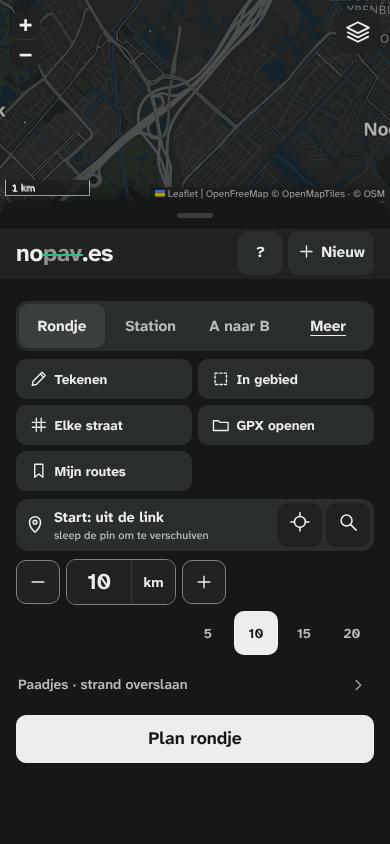 +
−
1 km
Leaflet | OpenFreeMap © OpenMapTiles · © OSM
nopav.es
?
+ Nieuw
Rondje
Station
A naar B
Meer
Tekenen
In gebied
Elke straat
GPX openen
Mijn routes
Start: uit de link
sleep de pin om te verschuiven
− 10 km +
5 10 15 20
Paadjes · strand overslaan
Plan rondje